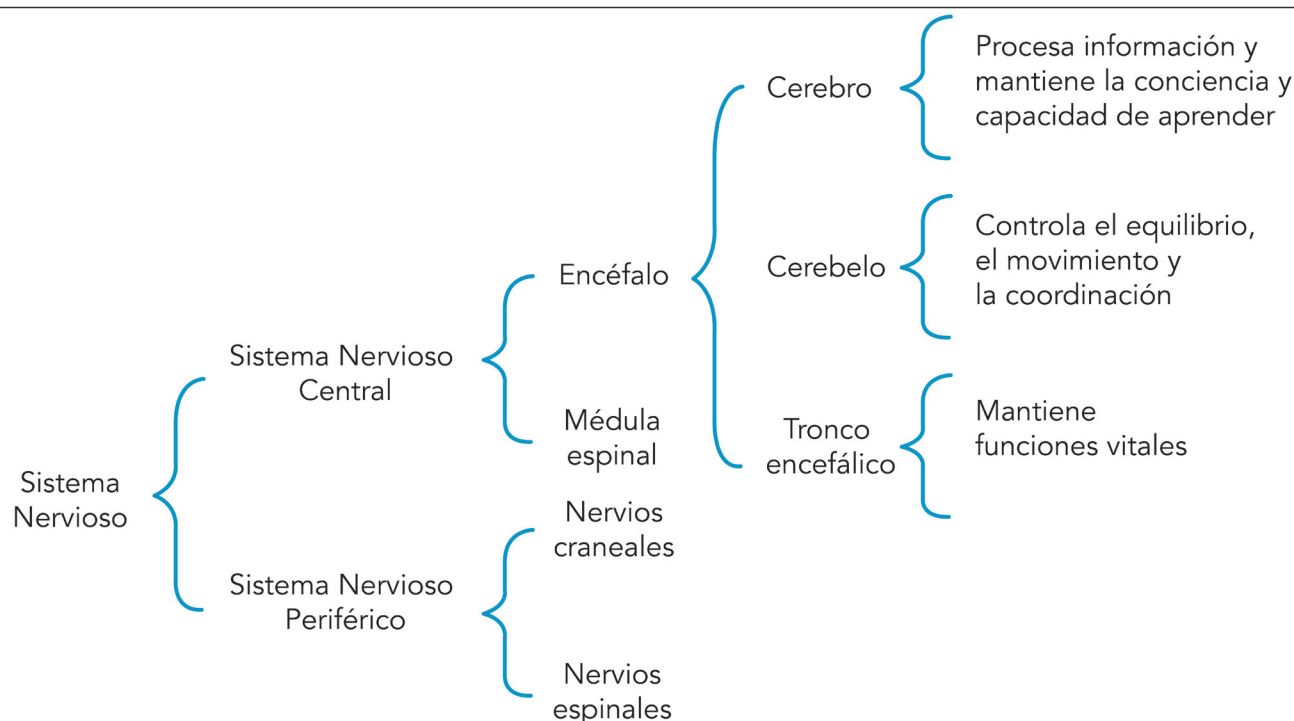 Sistema
Nervioso
Sistema Nervioso
Central
Encéfalo
Cerebro
Procesa información y
mantiene la conciencia y
capacidad de aprender
Cerebelo
Controla el equilibrio,
el movimiento y
la coordinación
Tronco
encefálico
Mantiene
funciones vitales
Médula
espinal
Sistema Nervioso
Periférico
Nervios
craneales
Nervios
espinales